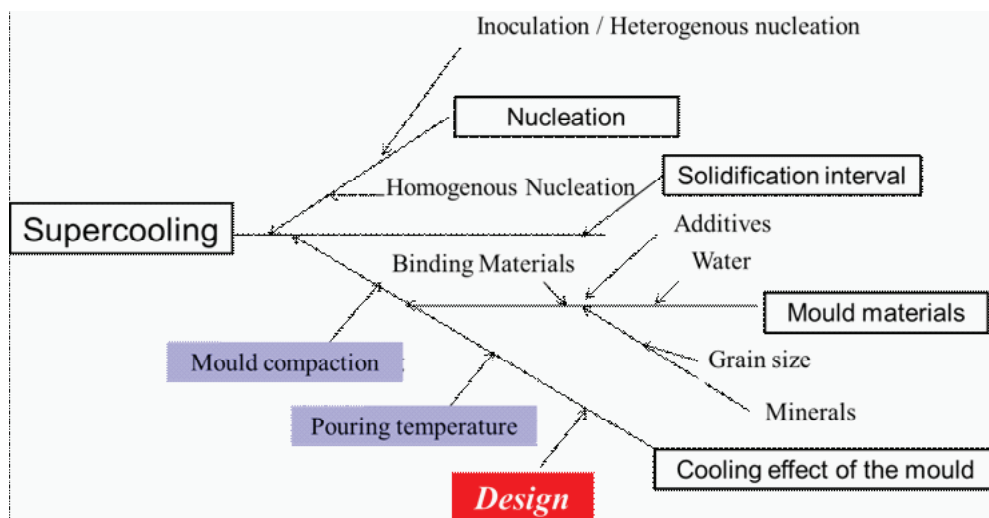 Inoculation / Heterogenous nucleation
Nucleation
Homogenous Nucleation
Solidification interval
Supercooling
Additives
Binding Materials
Water
Mould materials
Mould compaction
Grain size
Minerals
Pouring temperature
Cooling effect of the mould
Design